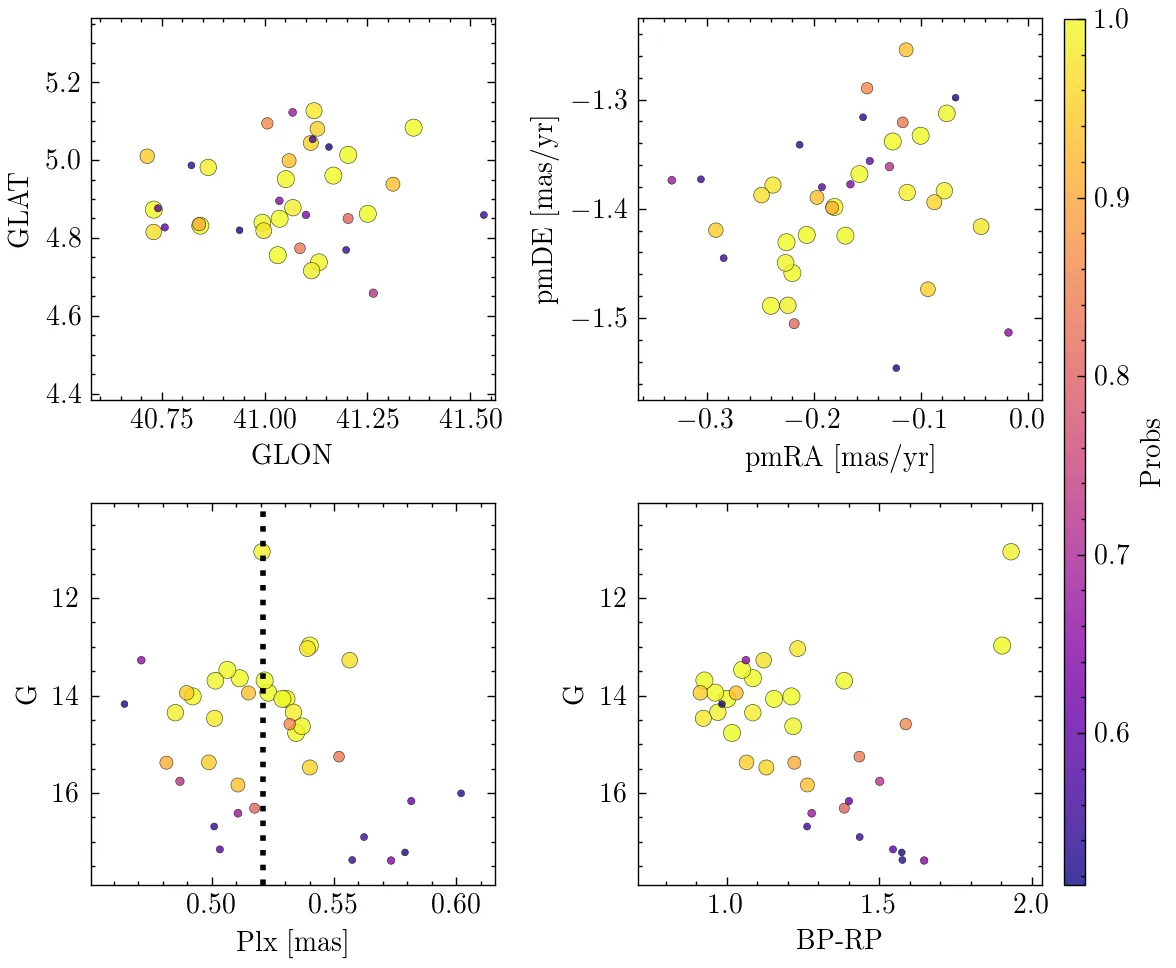 5.2
5.0
4.8
4.6
4.4
GLAT
40.75 41.00 41.25 41.50
GLON
−1.3
−1.4
−1.5
pmDE [mas/yr]
−0.3 −0.2 −0.1 0.0
pmRA [mas/yr]
12
14
16
G
0.50 0.55 0.60
Plx [mas]
12
14
16
G
1.0 1.5 2.0
BP-RP
1.0
0.9
0.8
0.7
0.6
Probs